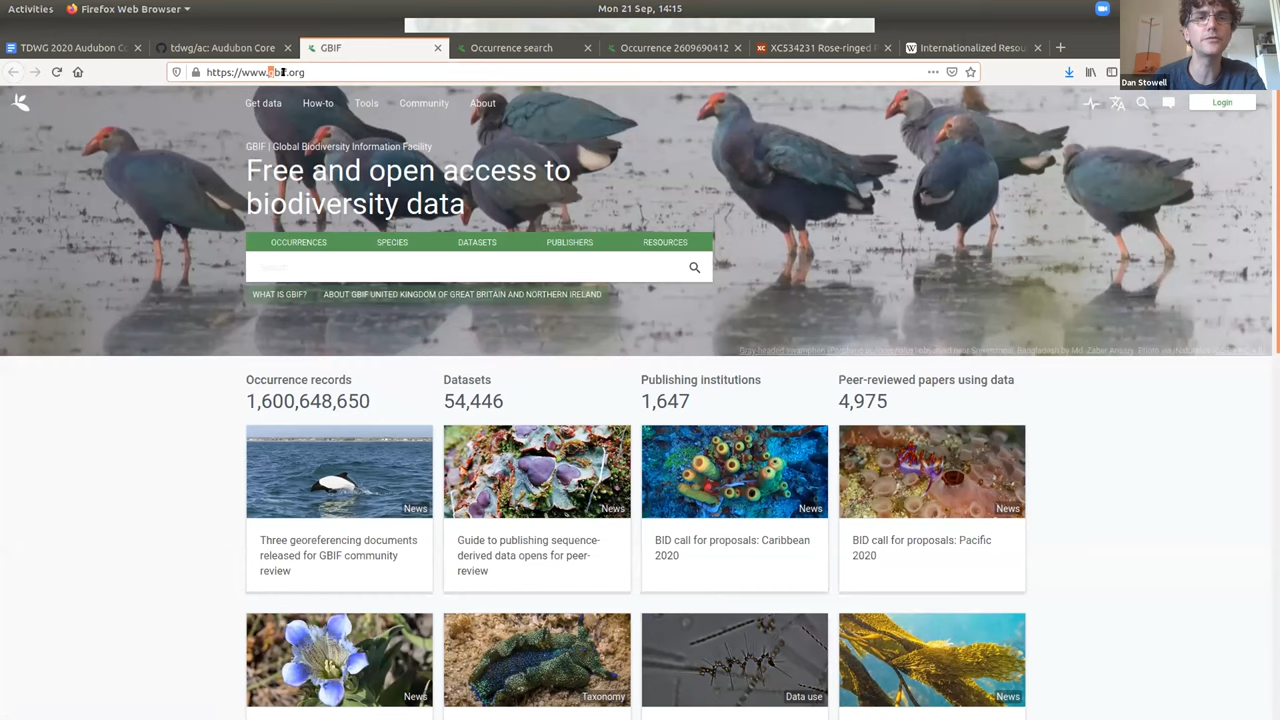 Activities
Firefox Web Browser
Mon 21 Sep, 14:15
TDWG 2020 Audubon Co
tdwg/ac: Audubon Core
GBIF
Occurrence search
Occurrence 2609690412
XC534231 Rose-ringed P
Internationalized Resou
https://www.gbif.org
Dan Stowell
Get data
How-to
Tools
Community
About
Login
GBIF | Global Biodiversity Information Facility
Free and open access to
biodiversity data
OCCURRENCES
SPECIES
DATASETS
PUBLISHERS
RESOURCES
WHAT IS GBIF?
ABOUT GBIF UNITED KINGDOM OF GREAT BRITAIN AND NORTHERN IRELAND
Occurrence records
1,600,648,650
Datasets
54,446
Publishing institutions
1,647
Peer-reviewed papers using data
4,975
News
News
News
News
Three georeferencing documents
released for GBIF community
review
Guide to publishing sequence-
derived data opens for peer-
review
BID call for proposals: Caribbean
2020
BID call for proposals: Pacific
2020
News
Taxonomy
Data use
News